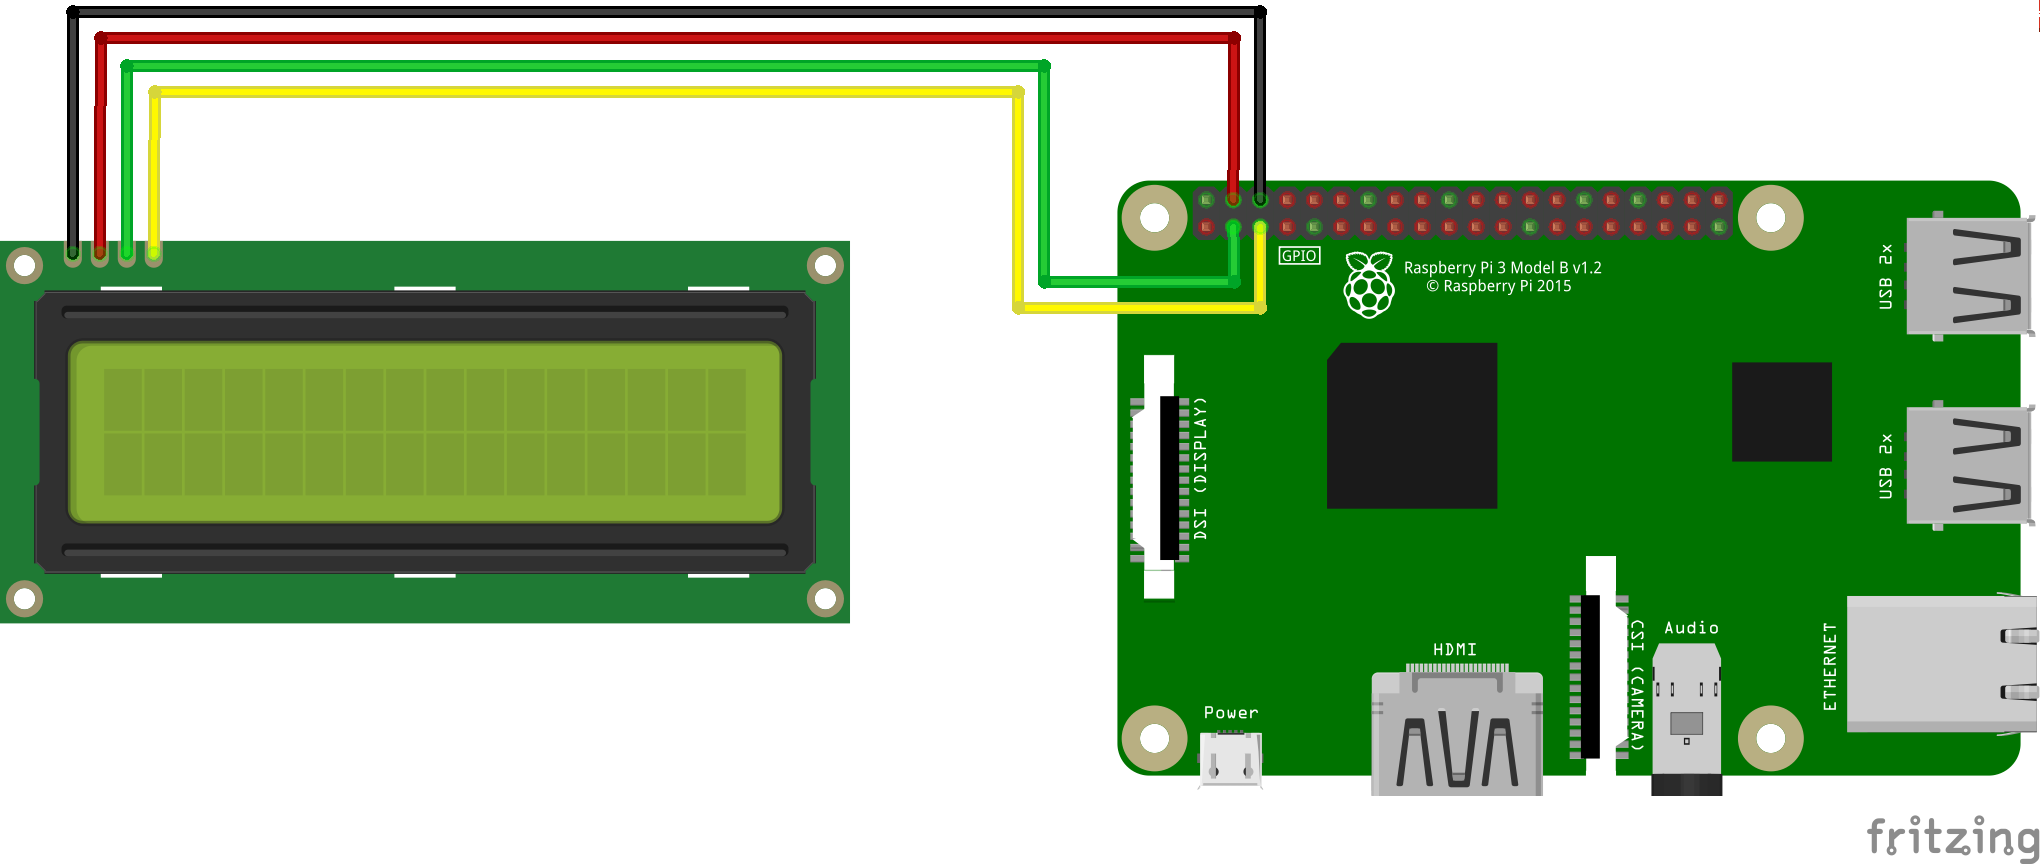 GPIO
Raspberry Pi 3 Model B v1.2
© Raspberry Pi 2015
USB 2x
DSI (DISPLAY)
USB 2x
Audio
HDMI
CSI (CAMERA)
ETHERNET
Power
fritzing